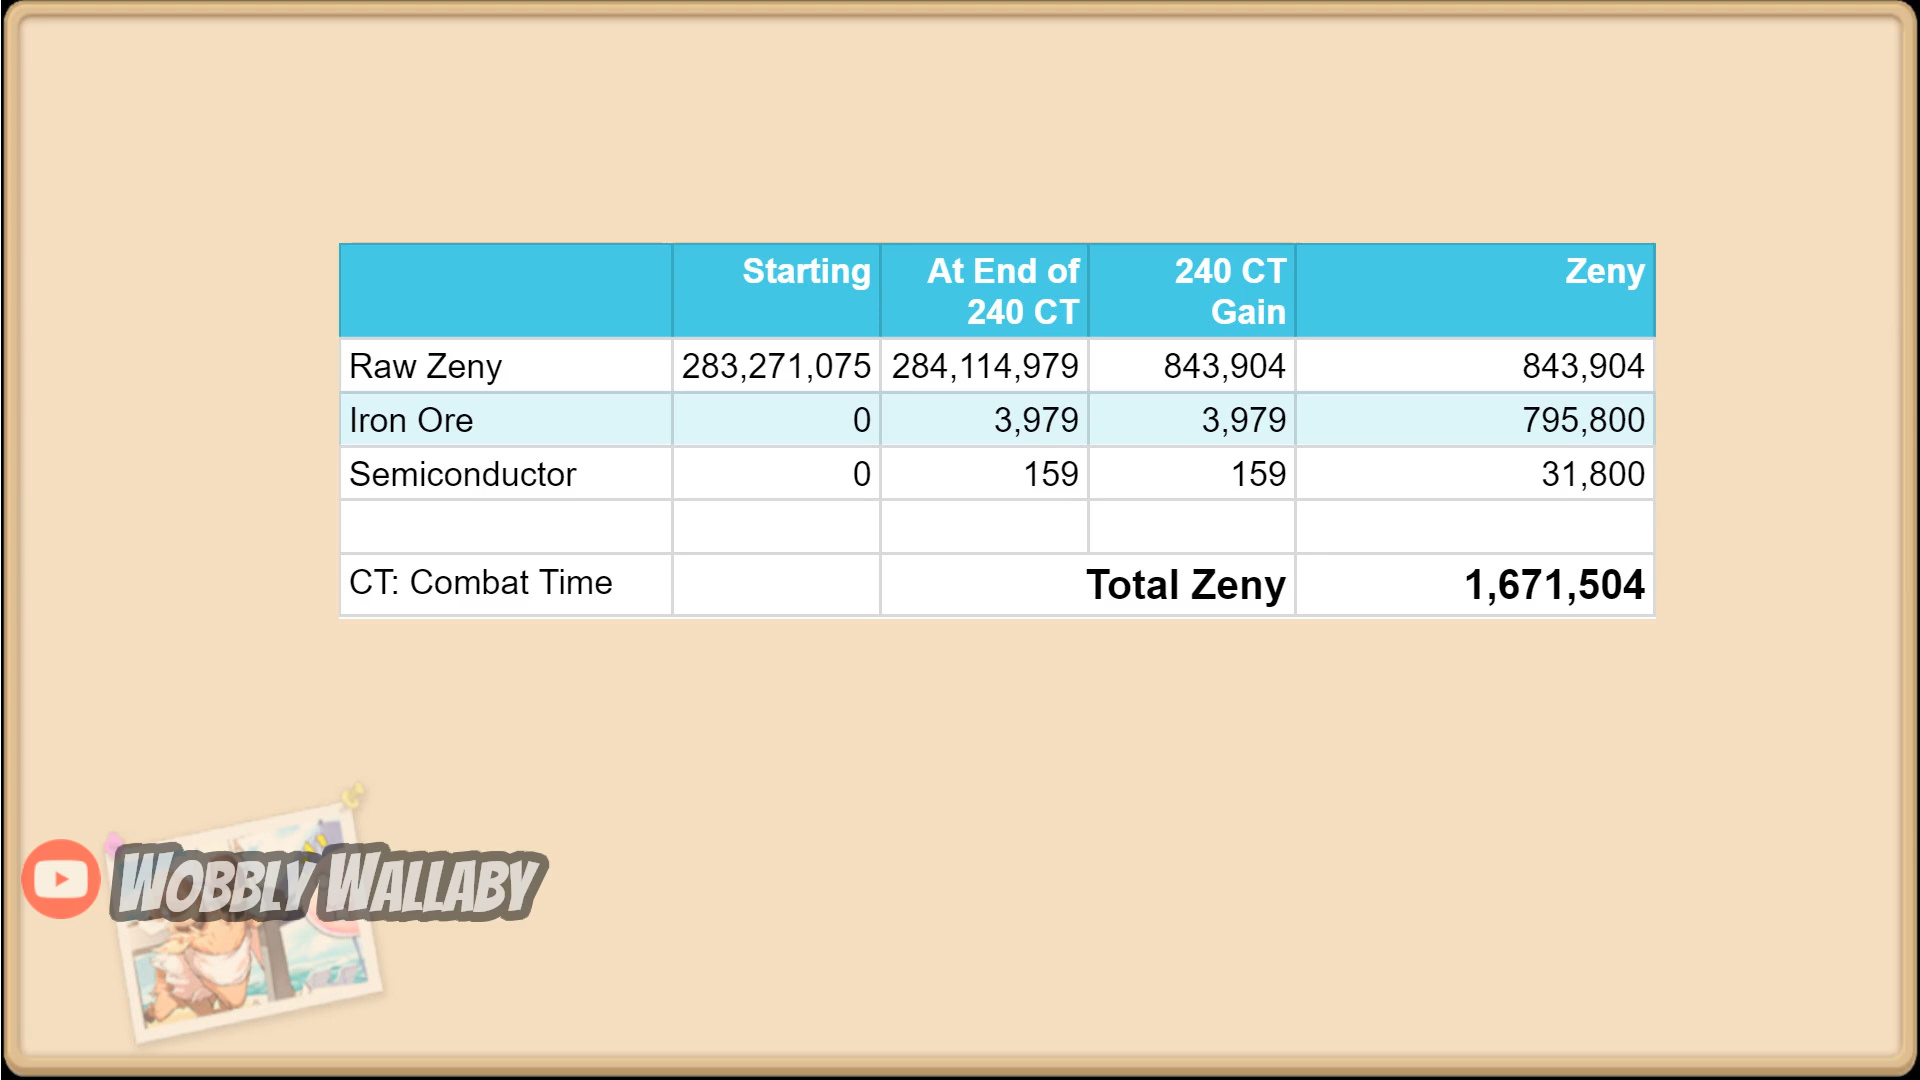 Starting At End of 240 CT 240 CT Gain Zeny
Raw Zeny 283,271,075 284,114,979 843,904 843,904
Iron Ore 0 3,979 3,979 795,800
Semiconductor 0 159 159 31,800
CT: Combat Time Total Zeny 1,671,504
Wobbly Wallaby